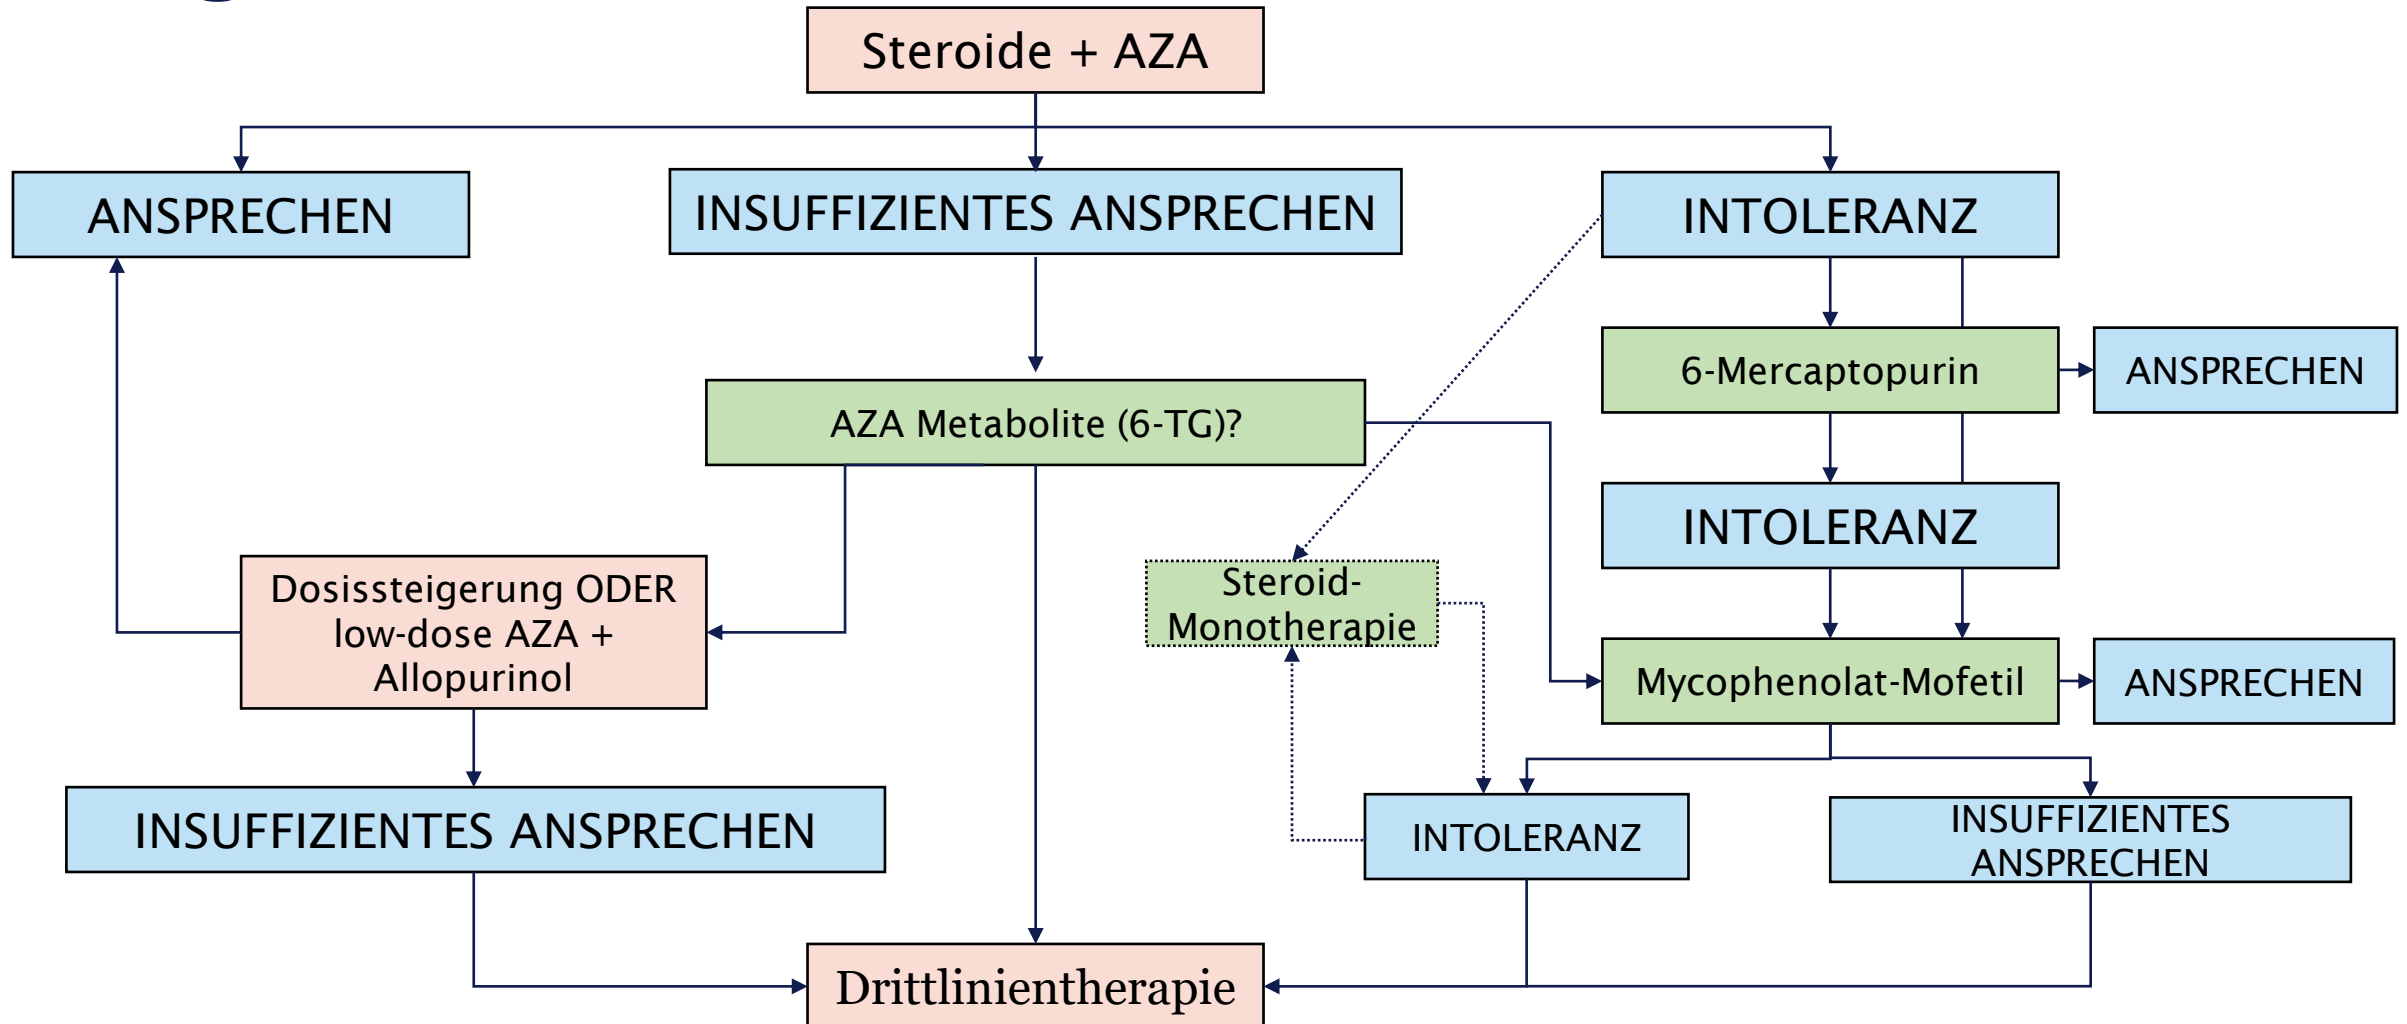 Steroide + AZA
ANSPRECHEN
INSUFFIZIENTES ANSPRECHEN
INTOLERANZ
6-Mercaptopurin
ANSPRECHEN
AZA Metabolite (6-TG)?
INTOLERANZ
Dosissteigerung ODER
low-dose AZA +
Allopurinol
Steroid-
Monotherapie
Mycophenolat-Mofetil
ANSPRECHEN
INSUFFIZIENTES ANSPRECHEN
INTOLERANZ
INSUFFIZIENTES
ANSPRECHEN
Drittlinientherapie